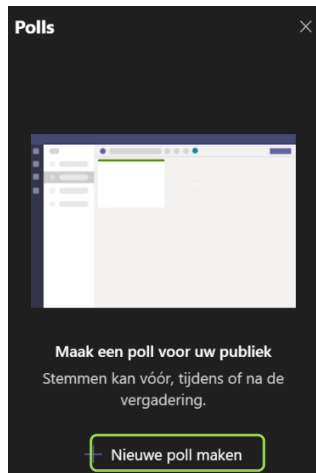 Polls
Maak een poll voor uw publiek
Stemmen kan vóór, tijdens of na de
vergadering.
Nieuwe poll maken